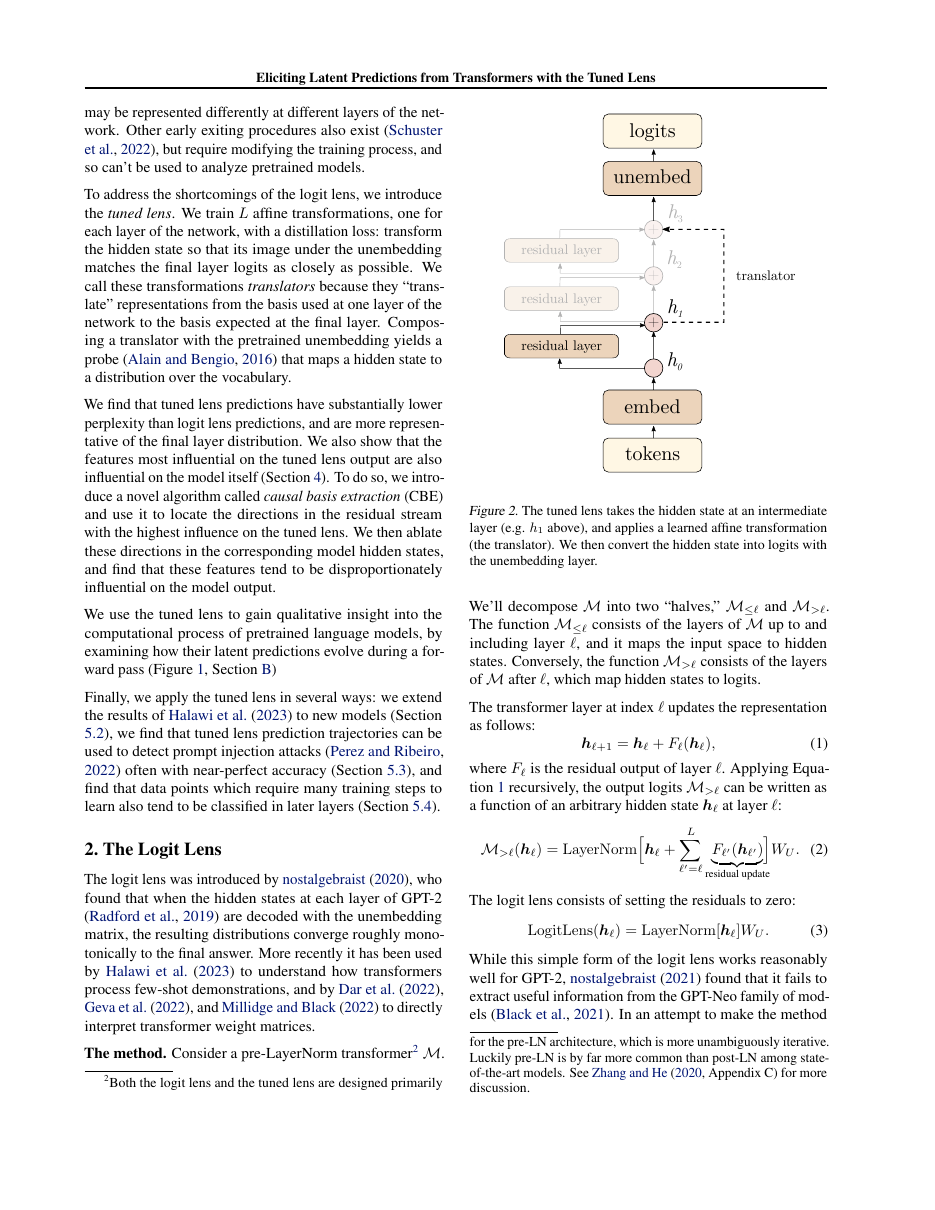 Eliciting Latent Predictions from Transformers with the Tuned Lens
may be represented differently at different layers of the net-
work. Other early exiting procedures also exist (Schuster
et al., 2022), but require modifying the training process, and
so can't be used to analyze pretrained models.
To address the shortcomings of the logit lens, we introduce
the tuned lens. We train L affine transformations, one for
each layer of the network, with a distillation loss: transform
the hidden state so that its image under the unembedding
matches the final layer logits as closely as possible. We
call these transformations translators because they “trans-
late” representations from the basis used at one layer of the
network to the basis expected at the final layer. Compos-
ing a translator with the pretrained unembedding yields a
probe (Alain and Bengio, 2016) that maps a hidden state to
a distribution over the vocabulary.
We find that tuned lens predictions have substantially lower
perplexity than logit lens predictions, and are more represen-
tative of the final layer distribution. We also show that the
features most influential on the tuned lens output are also
influential on the model itself (Section 4). To do so, we intro-
duce a novel algorithm called causal basis extraction (CBE)
and use it to locate the directions in the residual stream
with the highest influence on the tuned lens. We then ablate
these directions in the corresponding model hidden states,
and find that these features tend to be disproportionately
influential on the model output.
We use the tuned lens to gain qualitative insight into the
computational process of pretrained language models, by
examining how their latent predictions evolve during a for-
ward pass (Figure 1, Section B)
Finally, we apply the tuned lens in several ways: we extend
the results of Halawi et al. (2023) to new models (Section
5.2), we find that tuned lens prediction trajectories can be
used to detect prompt injection attacks (Perez and Ribeiro,
2022) often with near-perfect accuracy (Section 5.3), and
find that data points which require many training steps to
learn also tend to be classified in later layers (Section 5.4).
2. The Logit Lens
The logit lens was introduced by nostalgebraist (2020), who
found that when the hidden states at each layer of GPT-2
(Radford et al., 2019) are decoded with the unembedding
matrix, the resulting distributions converge roughly mono-
tonically to the final answer. More recently it has been used
by Halawi et al. (2023) to understand how transformers
process few-shot demonstrations, and by Dar et al. (2022),
Geva et al. (2022), and Millidge and Black (2022) to directly
interpret transformer weight matrices.
The method. Consider a pre-LayerNorm transformer² ℳ.
²Both the logit lens and the tuned lens are designed primarily
logits
unembed
h₃
residual layer
h₂
translator
residual layer
h₁
residual layer
h₀
embed
tokens
Figure 2. The tuned lens takes the hidden state at an intermediate
layer (e.g. h₁ above), and applies a learned affine transformation
(the translator). We then convert the hidden state into logits with
the unembedding layer.
We'll decompose ℳ into two “halves,” ℳ≤ℓ and ℳ>ℓ.
The function ℳ≤ℓ consists of the layers of ℳ up to and
including layer ℓ, and it maps the input space to hidden
states. Conversely, the function ℳ>ℓ consists of the layers
of ℳ after ℓ, which map hidden states to logits.
The transformer layer at index ℓ updates the representation
as follows:
hℓ+1 = hℓ + Fℓ(hℓ), (1)
where Fℓ is the residual output of layer ℓ. Applying Equa-
tion 1 recursively, the output logits ℳ>ℓ can be written as
a function of an arbitrary hidden state hℓ at layer ℓ:
ℳ>ℓ(hℓ) = LayerNorm[hℓ + ∑ℓ′=ℓ^L Fℓ′(hℓ′)]W_U. (2)
residual update
The logit lens consists of setting the residuals to zero:
LogitLens(hℓ) = LayerNorm[hℓ]W_U. (3)
While this simple form of the logit lens works reasonably
well for GPT-2, nostalgebraist (2021) found that it fails to
extract useful information from the GPT-Neo family of mod-
els (Black et al., 2021). In an attempt to make the method
for the pre-LN architecture, which is more unambiguously iterative.
Luckily pre-LN is by far more common than post-LN among state-
of-the-art models. See Zhang and He (2020, Appendix C) for more
discussion.